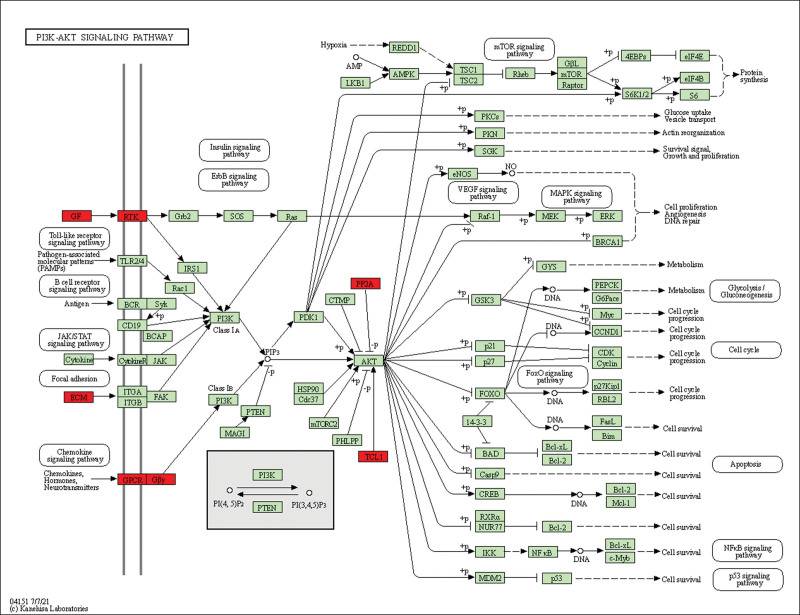 PI3K-AKT SIGNALING PATHWAY
Hypoxia
REDD1
AMP
LKB1
AMPK
TSC1
TSC2
mTOR signaling
pathway
Rheb
GβL
mTOR
Raptor
4EBPs
eIF4E
eIF4B
S6K1/2
S6
Protein
synthesis
+p
PKCs
Glucose uptake
Vesicle transport
+p
PKN
Actin reorganization
+p
SGK
Survival signal,
Growth and proliferation
Insulin signaling
pathway
ErbB signaling
pathway
+p
eNOS
NO
VEGF signaling
pathway
MAPK signaling
pathway
GF
RTK
Grb2
SOS
Ras
+p
Raf-1
MEK
ERK
BRCA1
Cell proliferation
Angiogenesis
DNA repair
Toll-like receptor
signaling pathway
Pathogen-associated
molecular patterns
(PAMPs)
TLR2/4
IRS1
Rac1
B cell receptor
signaling pathway
Antigen
BCR
Syk
CD19
+p
BCAP
PI3K
Class IA
JAK/STAT
signaling pathway
Cytokine
CytokineR
JAK
Focal adhesion
ECM
ITGA
ITGB
FAK
Chemokine
signaling pathway
Chemokines,
Hormones,
Neurotransmitters
GPCR
Gβγ
Class IB
PI3K
PTEN
MAGI
PIP3
PDK1
PP2A
CTMP
+p
-p
AKT
HSP90
Cdr37
mTORC2
PHLPP
TCL1
PI3K
PI(4, 5)P2
PI(3,4,5)P3
PTEN
GYS
Metabolism
+p
GSK3
DNA
PEPCK
G6Pace
Metabolism
Glycolysis /
Gluconeogenesis
Myc
Cell cycle
progression
DNA
CCND1
Cell cycle
progression
+p
p21
+p
p27
CDK
Cyclin
Cell cycle
progression
Cell cycle
FoxO signaling
pathway
+p
FOXO
DNA
p27Kip1
RBL2
Cell cycle
progression
14-3-3
DNA
FasL
Bim
Cell survival
+p
BAD
Bcl-xL
Bcl-2
Cell survival
Apoptosis
+p
Casp9
Cell survival
+p
CREB
DNA
Bcl-2
Mcl-1
Cell survival
+p
RXRα
NUR77
Bcl-2
Cell survival
+p
IKK
NFκB
DNA
Bcl-xL
c-Myb
Cell survival
NFκB signaling
pathway
+p
MDM2
p53
Cell survival
p53 signaling
pathway
04151 7/7/21
(c) Kanehisa Laboratories